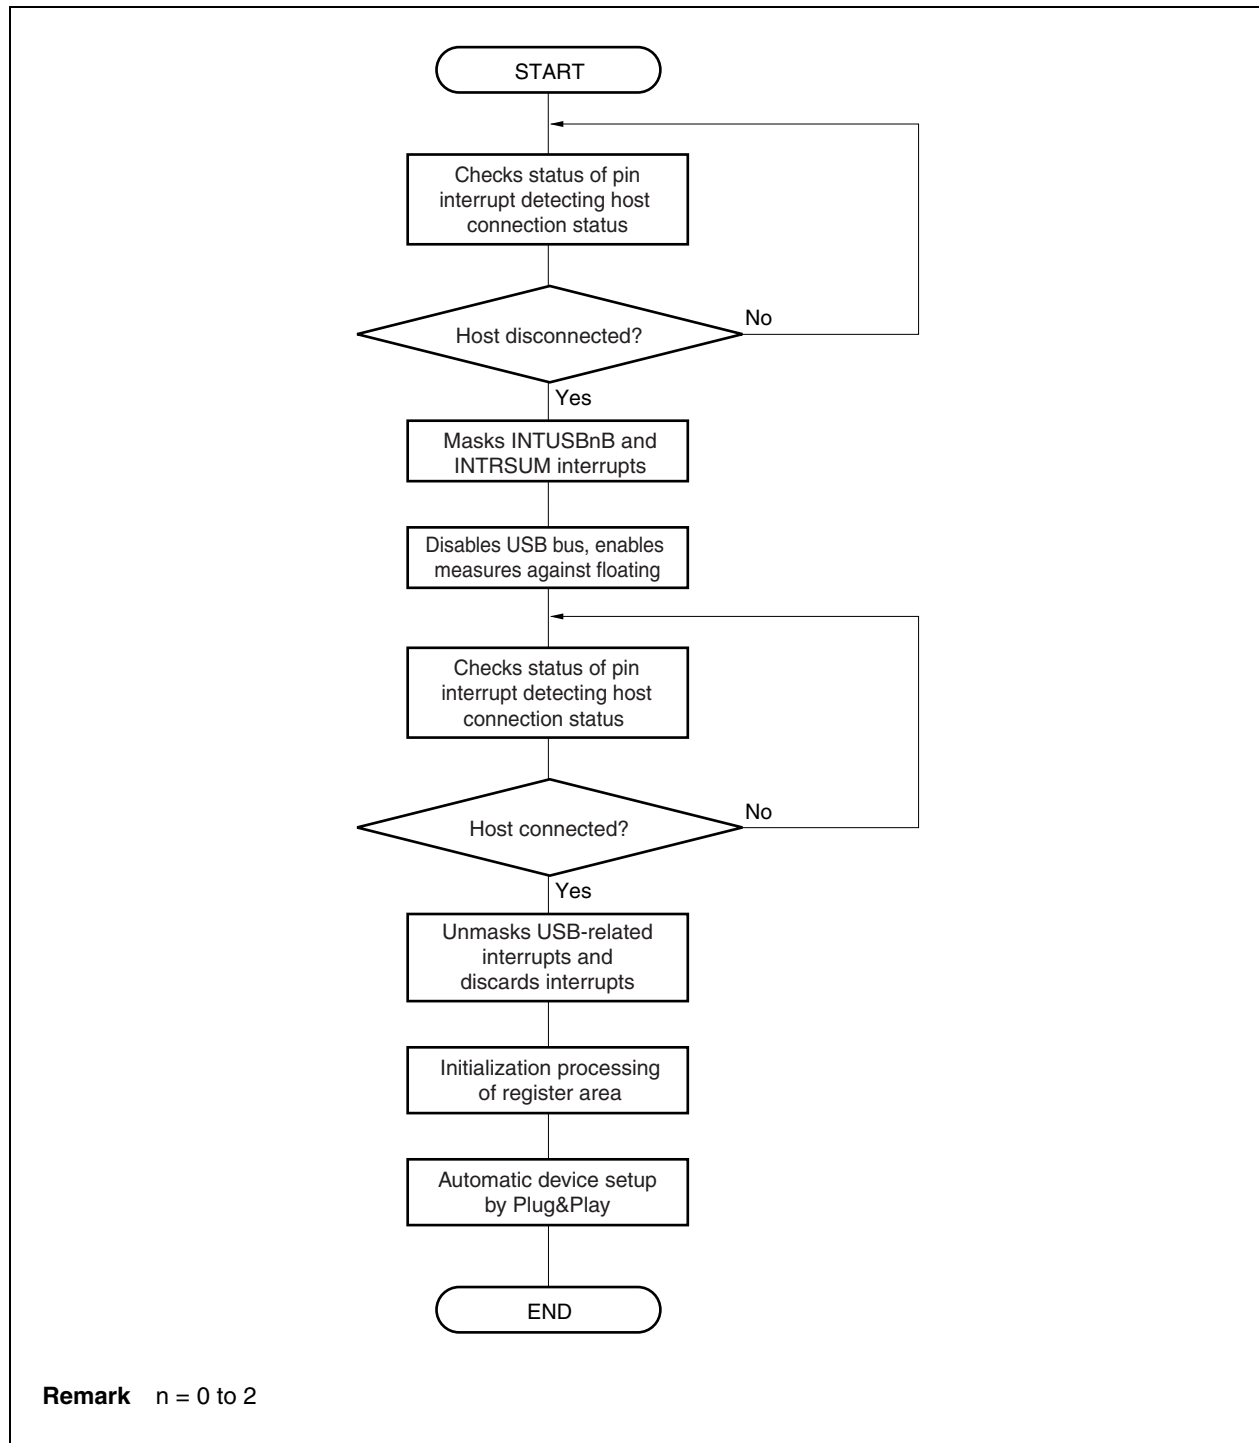 START
Checks status of pin
interrupt detecting host
connection status
Host disconnected?
No
Yes
Masks INTUSBnB and
INTRSUM interrupts
Disables USB bus, enables
measures against floating
Checks status of pin
interrupt detecting host
connection status
Host connected?
No
Yes
Unmasks USB-related
interrupts and
discards interrupts
Initialization processing
of register area
Automatic device setup
by Plug&Play
END
Remark n = 0 to 2